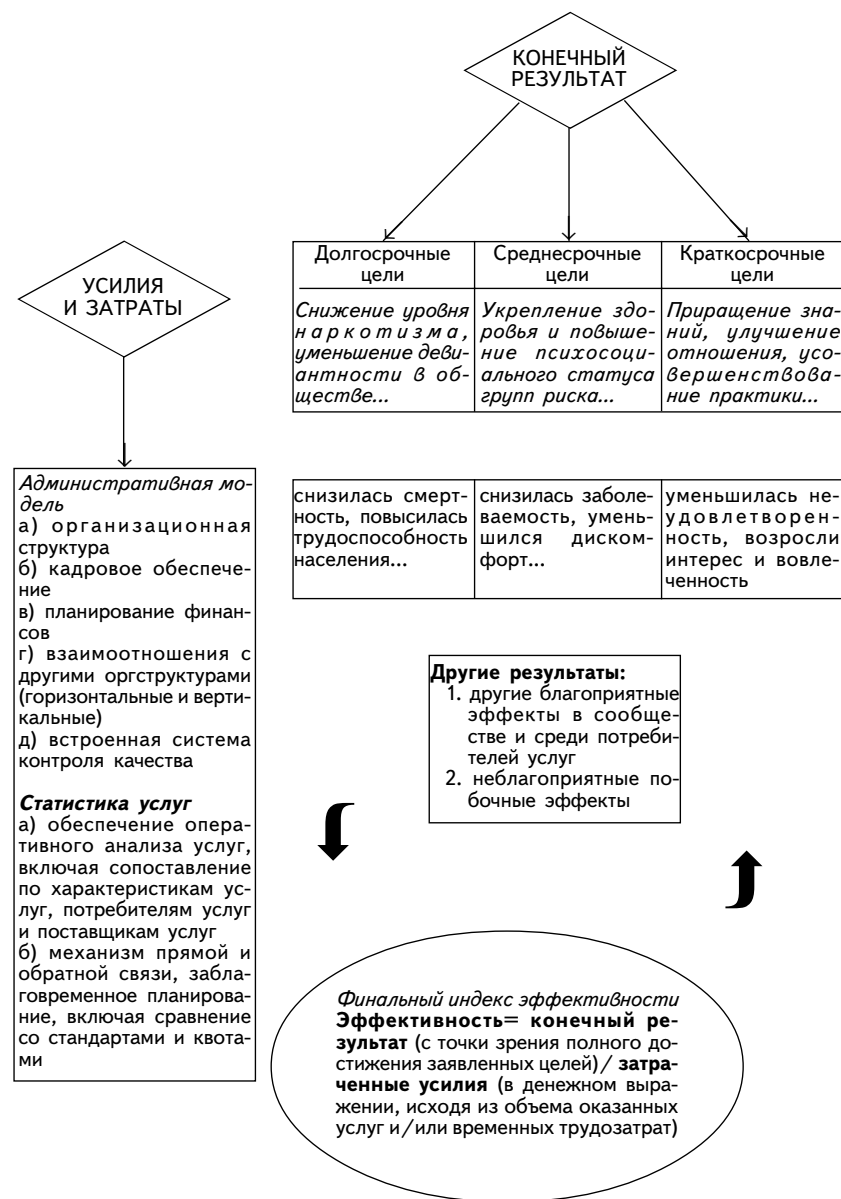 КОНЕЧНЫЙ
РЕЗУЛЬТАТ
УСИЛИЯ
И ЗАТРАТЫ
Долгосрочные
цели
Снижение уровня
наркотизма,
уменьшение деви-
антности в об-
ществе...
Среднесрочные
цели
Укрепление здо-
ровья и повыше-
ние психосоци-
ального статуса
групп риска...
Краткосрочные
цели
Приращение зна-
ний, улучшение
отношения, усо-
вершенствова-
ние практики...
снизилась смерт-
ность, повысилась
трудоспособность
населения...
снизилась заболе-
ваемость, умень-
шился диском-
форт...
уменьшилась не-
удовлетворен-
ность, возросли
интерес и вовле-
ченность
Административная мо-
дель
а) организационная
структура
б) кадровое обеспече-
ние
в) планирование финан-
сов
г) взаимоотношения с
другими оргструктурами
(горизонтальные и верти-
кальные)
д) встроенная система
контроля качества
Статистика услуг
а) обеспечение опера-
тивного анализа услуг,
включая сопоставление
по характеристикам ус-
луг, потребителям услуг
и поставщикам услуг
б) механизм прямой и
обратной связи, забла-
говременное планирова-
ние, включая сравнение
со стандартами и квота-
ми
Другие результаты:
1. другие благоприятные
эффекты в сообще-
стве и среди потреби-
телей услуг
2. неблагоприятные по-
бочные эффекты
Финальный индекс эффективности
Эффективность= конечный ре-
зультат (с точки зрения полного до-
стижения заявленных целей)/ затра-
ченные усилия (в денежном выра-
жении, исходя из объема оказанных
услуг и/или временных трудозатрат)